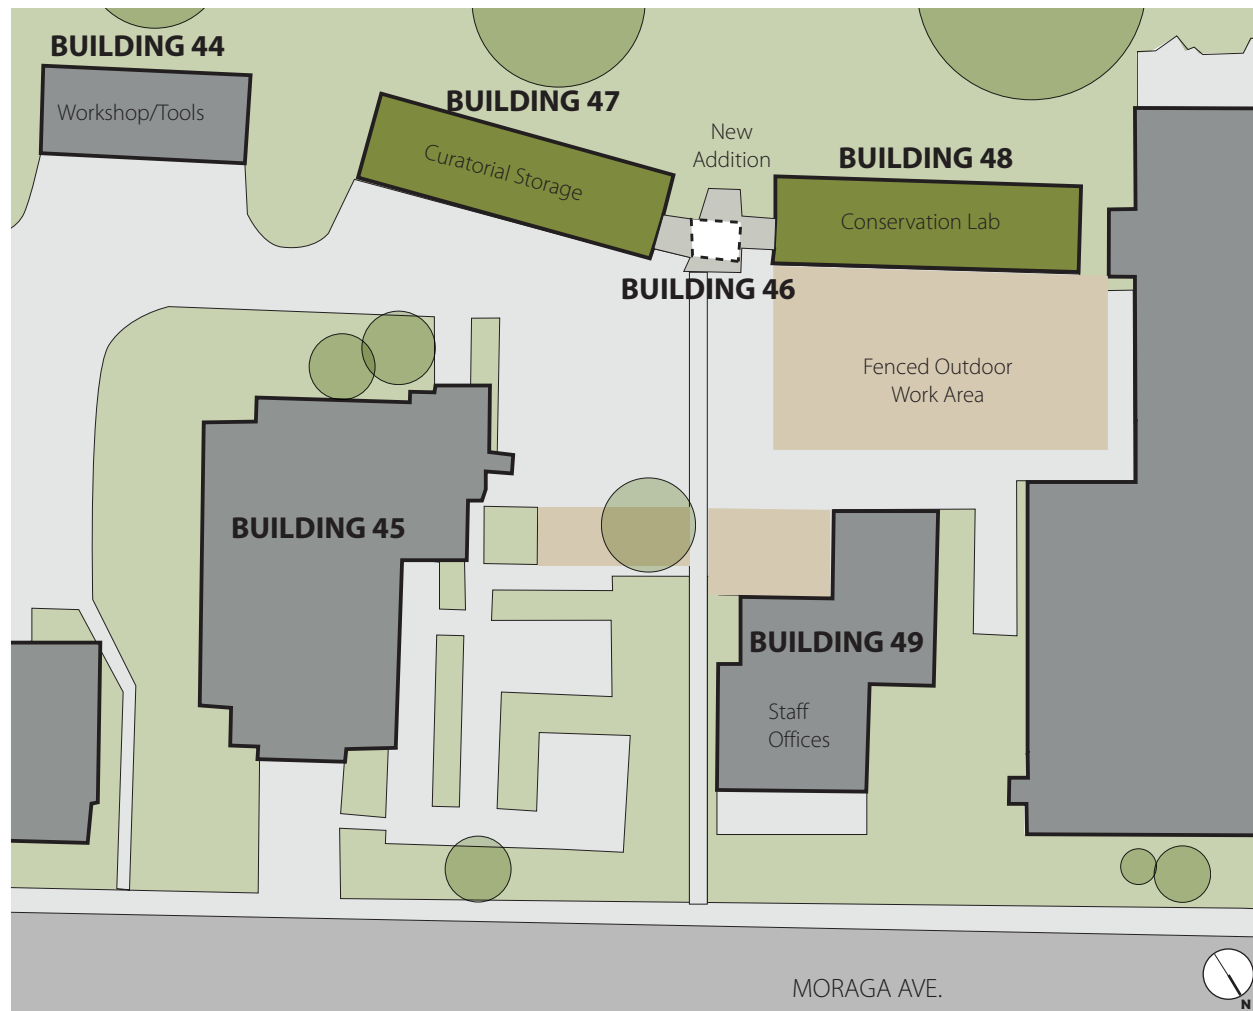 BUILDING 44
Workshop/Tools
BUILDING 47
Curatorial Storage
New
Addition
BUILDING 48
Conservation Lab
BUILDING 46
Fenced Outdoor
Work Area
BUILDING 45
BUILDING 49
Staff
Offices
MORAGA AVE.
N